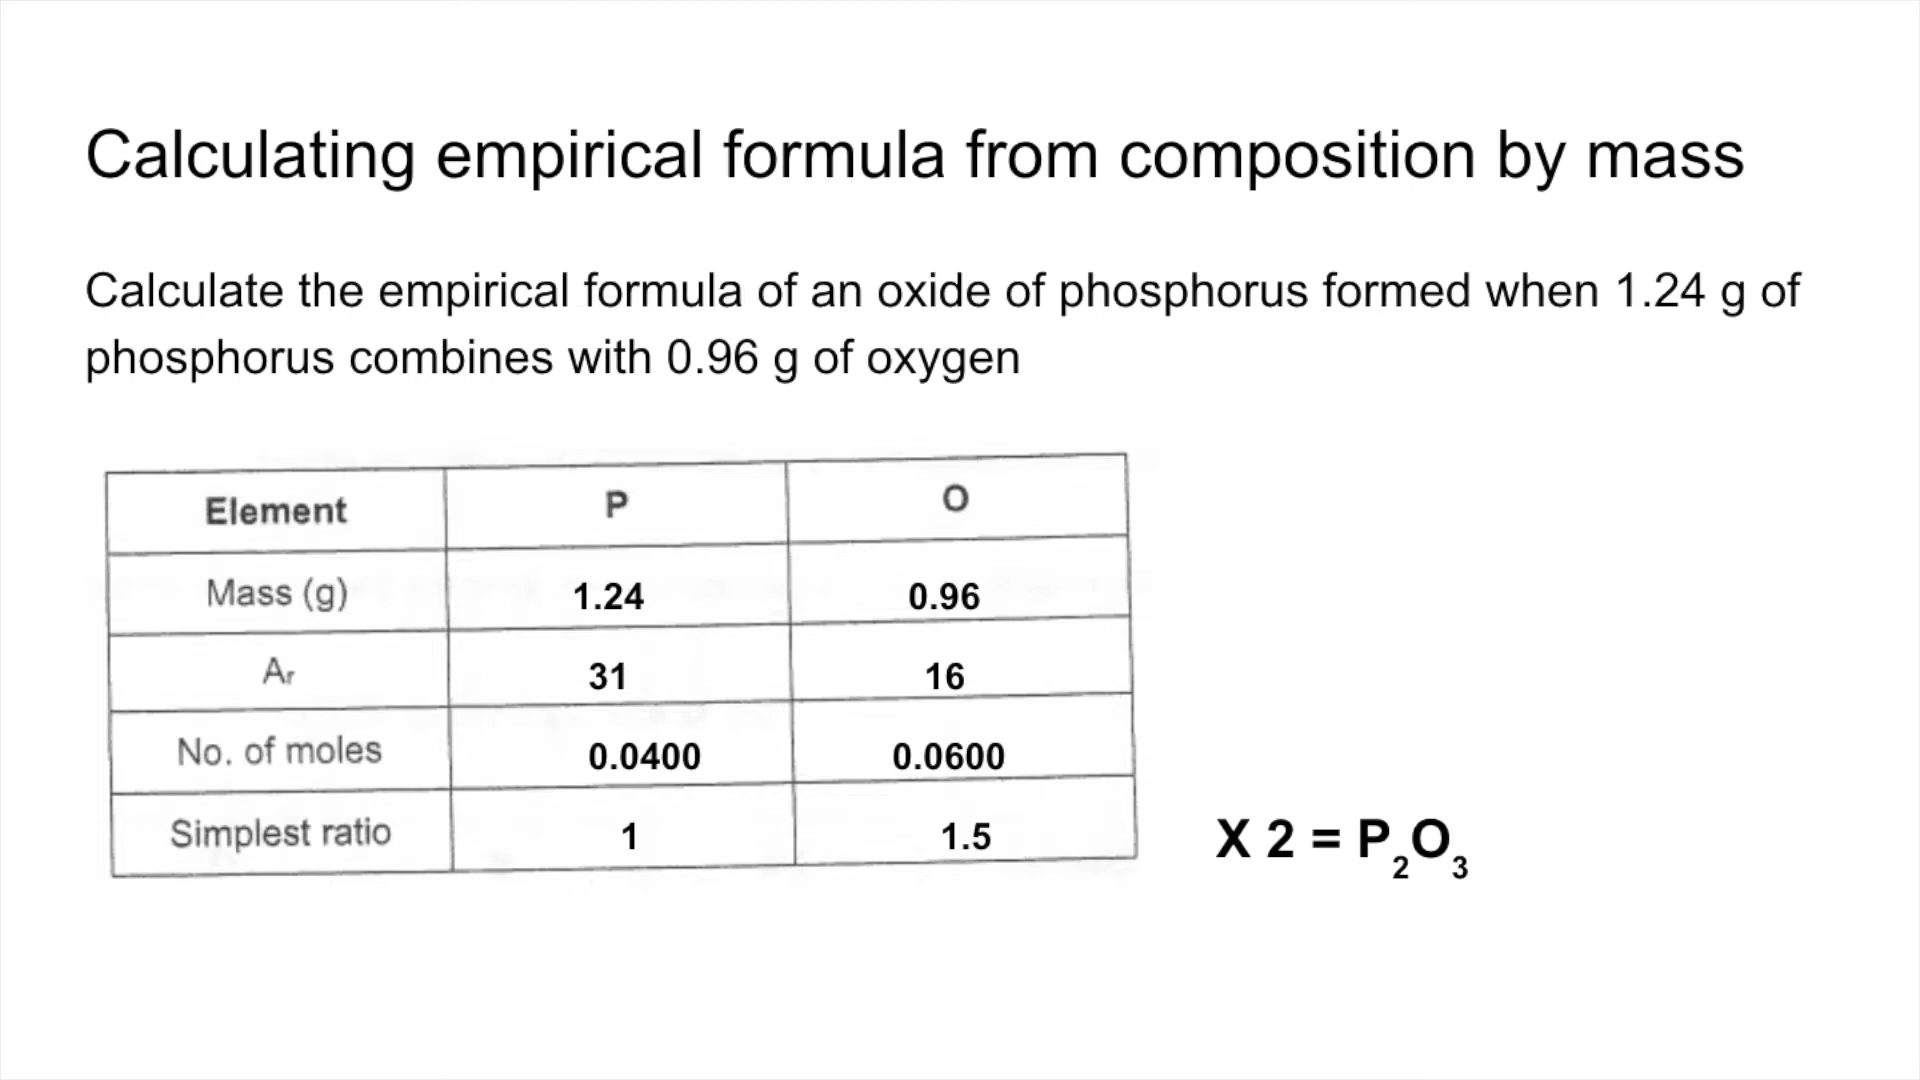 Calculating empirical formula from composition by mass
Calculate the empirical formula of an oxide of phosphorus formed when 1.24 g of
phosphorus combines with 0.96 g of oxygen
Element P O
Mass (g) 1.24 0.96
Aᵣ 31 16
No. of moles 0.0400 0.0600
Simplest ratio 1 1.5
X 2 = P₂O₃